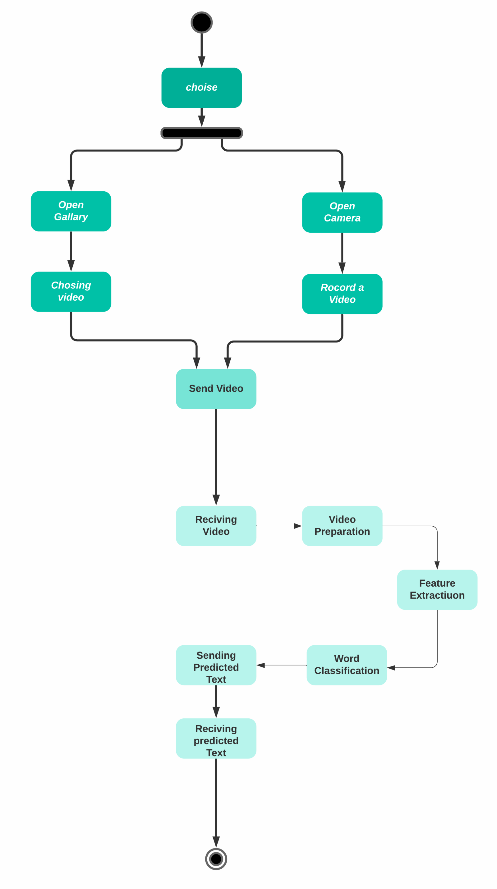 choise
Open
Gallary
Open
Camera
Chosing
video
Rocord a
Video
Send Video
Reciving
Video
Video
Preparation
Feature
Extractiuon
Word
Classification
Sending
Predicted
Text
Reciving
predicted
Text